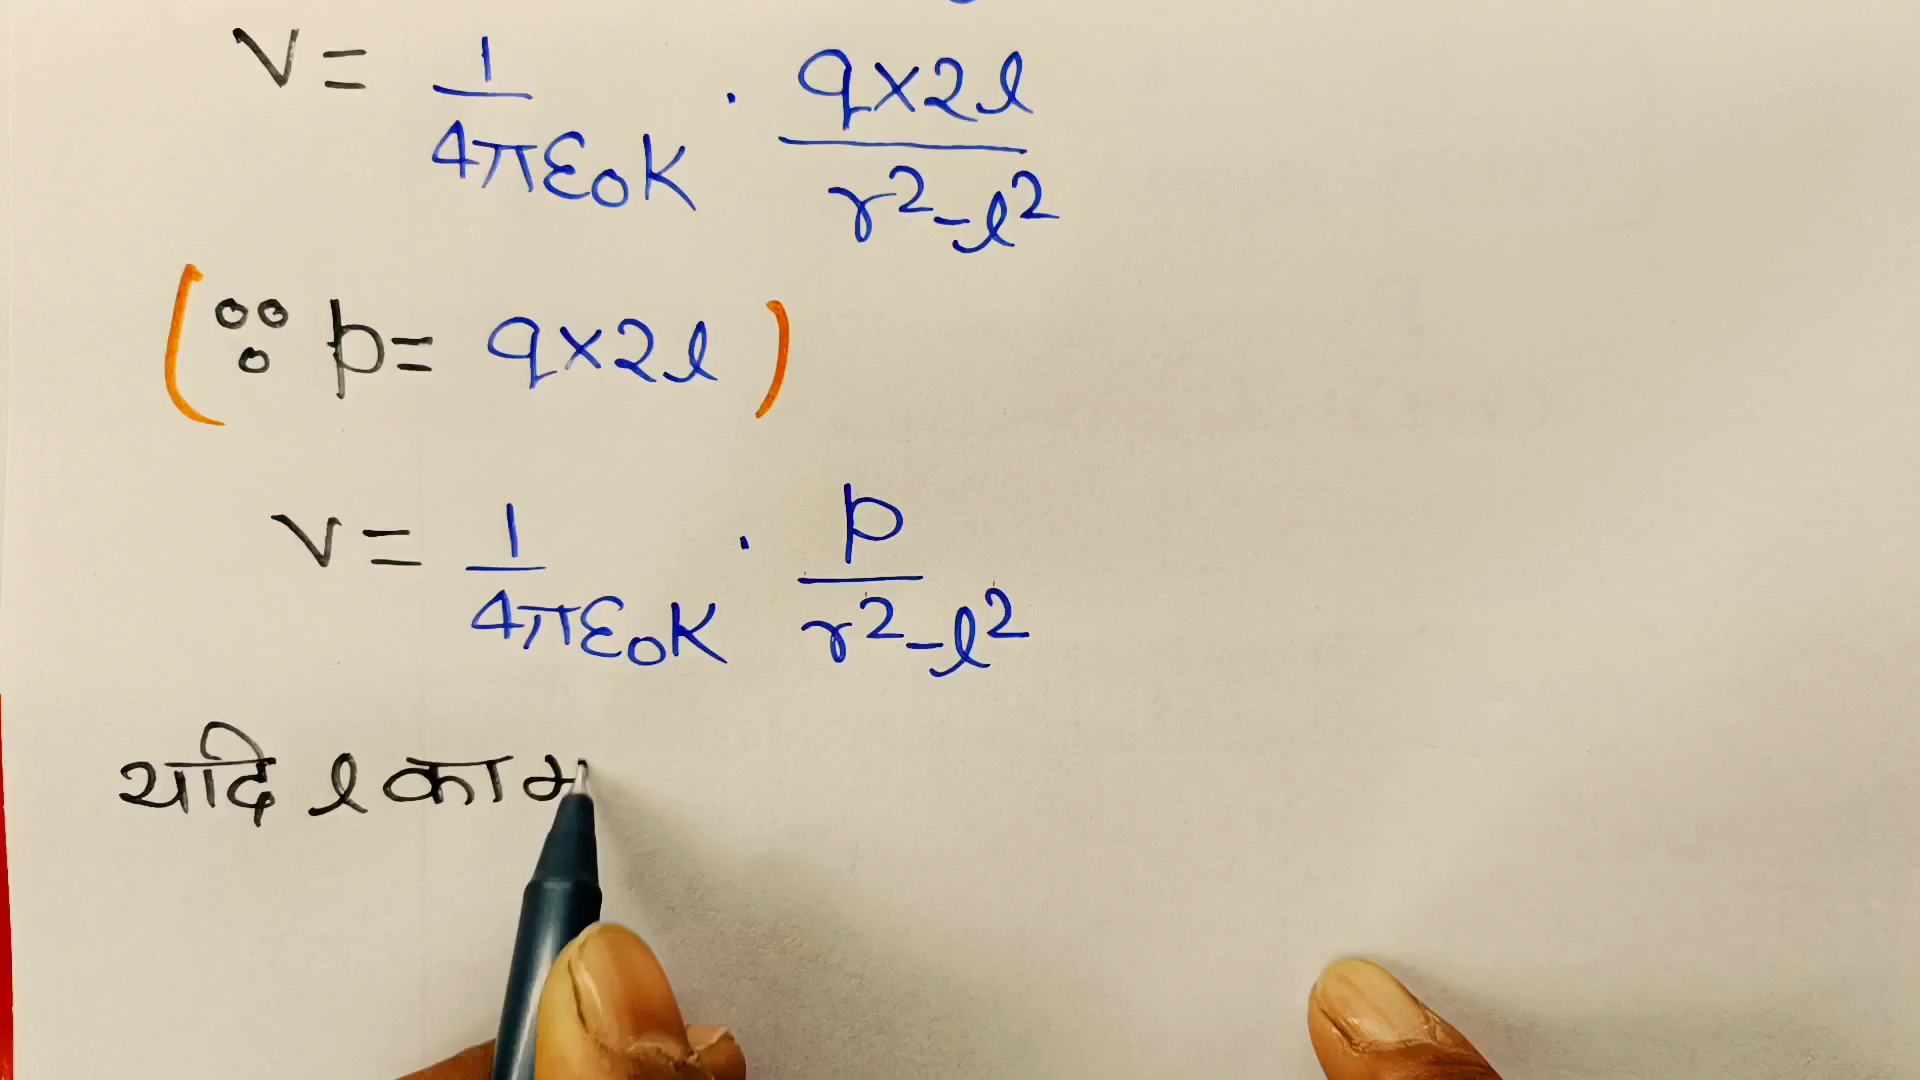 V = 1/4πε₀K · q×2l/r²-l²
(∵ p = q×2l)
V = 1/4πε₀K · p/r²-l²
यदि l का म